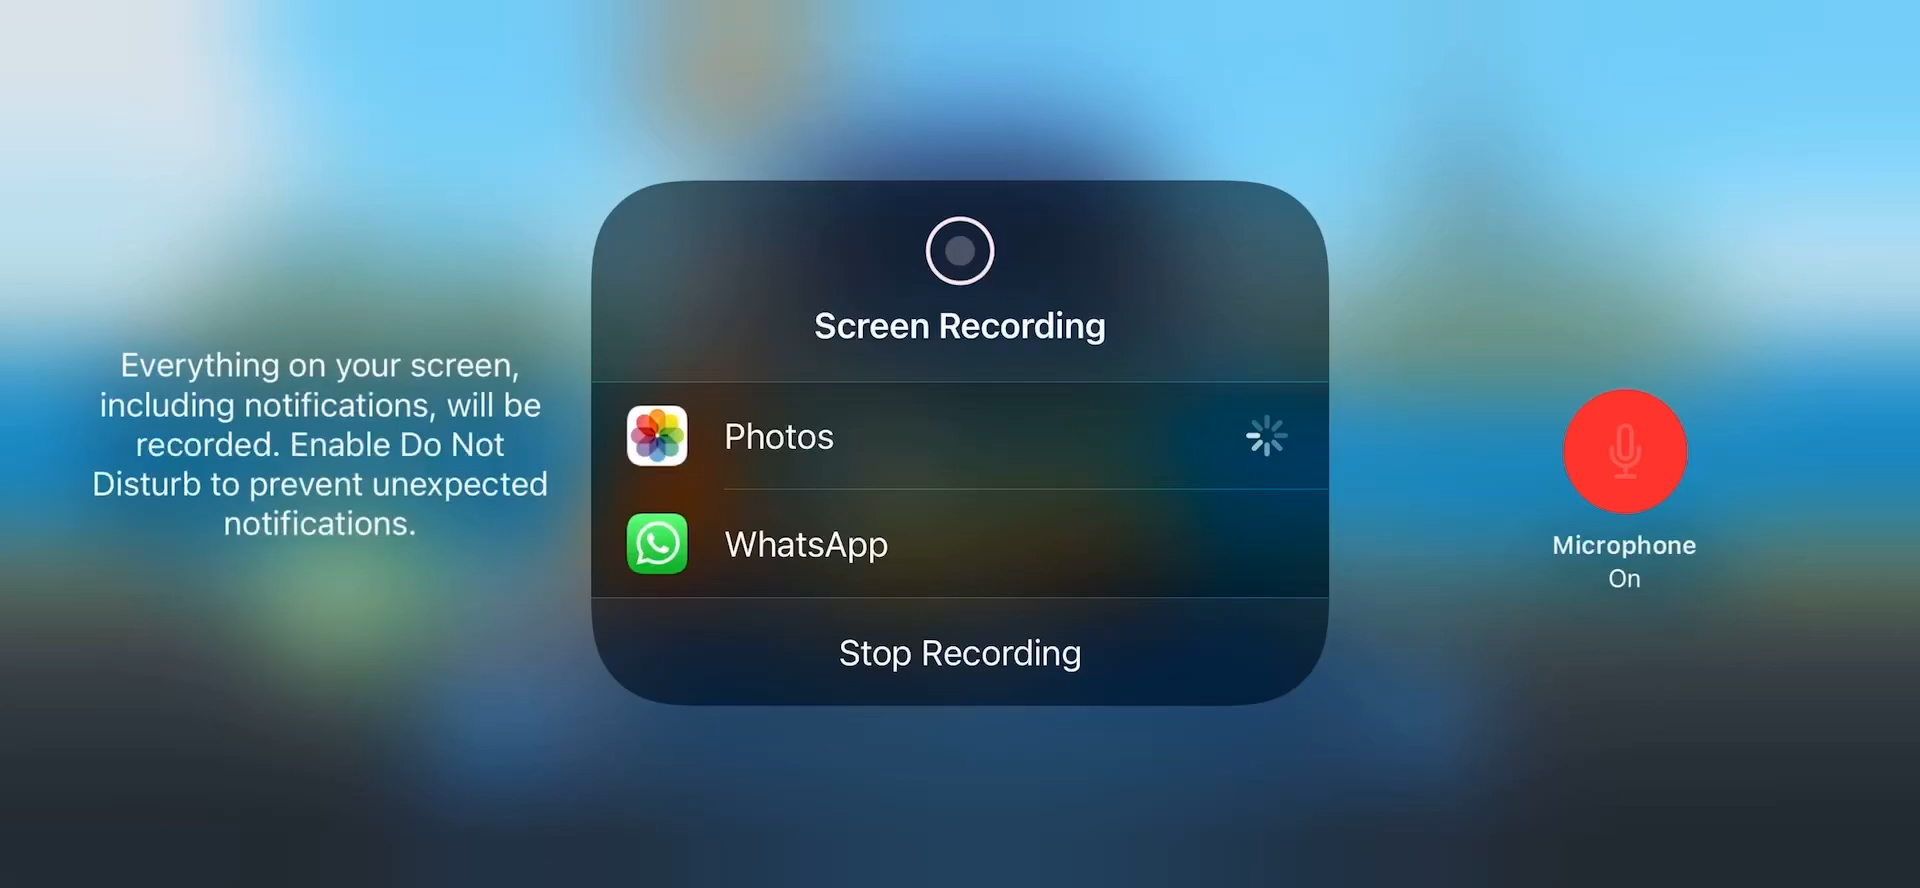 Screen Recording
Everything on your screen,
including notifications, will be
recorded. Enable Do Not
Disturb to prevent unexpected
notifications.
Photos
WhatsApp
Stop Recording
Microphone
On